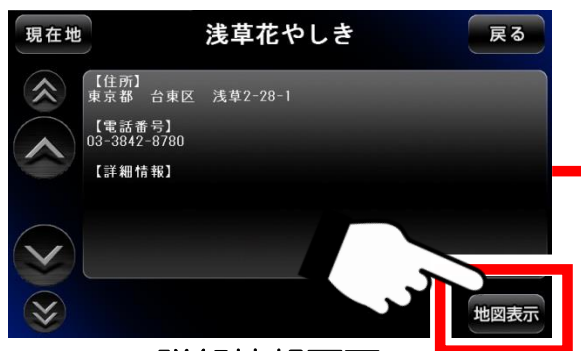 現在地
浅草花やしき
戻る
【住所】
東京都 台東区 浅草2-28-1
【電話番号】
03-3842-8780
【詳細情報】
地図表示